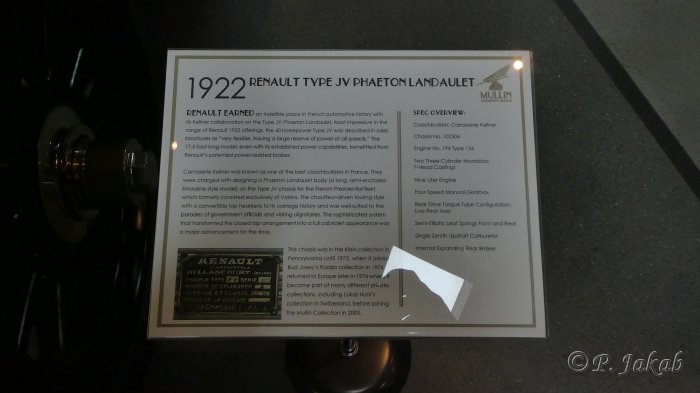 1922 RENAULT TYPE JV PHAETON LANDAULET
MULLIN
RENAULT EARNED an indelible place in French automotive history with
its Kellner collaboration on the Type JV Phaeton Landaulet. Most impressive in the
range of Renault 1922 offerings, the 40 horsepower Type JV was described in sales
brochures as "very flexible, having a large reserve of power at all speeds." The
17.5-foot long model, even with its established power capabilities, benefitted from
Renault's patented power-assisted brakes.
Carrosserie Kellner was known as one of the best coachbuilders in France. They
were charged with designing a Phaeton Landaulet body (a long, semi-enclosed
limousine style model) on the Type JV chassis for the French Presidential fleet,
which formerly consisted exclusively of Voisins. The chauffeur-driven touring style
with a convertible top hearkens to its carriage history and was well-suited to the
parades of government officials and visiting dignitaries. The sophisticated system
that transformed the closed top arrangement into a full cabriolet appearance was
a major advancement for the time.
This chassis was in the Klein collection in
Pennsylvania until 1973, when it joined
Bud Josey's Florida collection in 1974
returned to Europe later in 1974 where it
became part of many different private
collections, including Lukas Huni's
collection in Switzerland, before joining
the Mullin Collection in 2003.
RENAULT
BILLANCOURT
SPEC OVERVIEW:
Coachbuilder: Carrosserie Kellner
Chassis No. 102304
Engine No. 194 Type 156
Two Three-Cylinder Monobloc
F-Head Castings
Nine Liter Engine
Four-Speed Manual Gearbox
Rear Drive Torque Tube Configuration,
Live Rear Axel
Semi-Elliptic Leaf Springs Front and Rear
Single Zenith Updraft Carburetor
Internal Expanding Rear Brakes
©P. Jakab